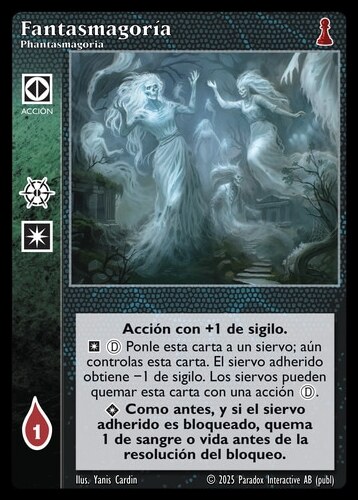 Fantasmagoría
Phantasmagoria
ACCIÓN
Acción con +1 de sigilo.
Ⓓ Ponle esta carta a un siervo; aún
controlas esta carta. El siervo adherido
obtiene −1 de sigilo. Los siervos pueden
quemar esta carta con una acción Ⓓ.
Como antes, y si el siervo
adherido es bloqueado, quema
1 de sangre o vida antes de la
resolución del bloqueo.
1
Ilus. Yanis Cardin
© 2025 Paradox Interactive AB (publ)